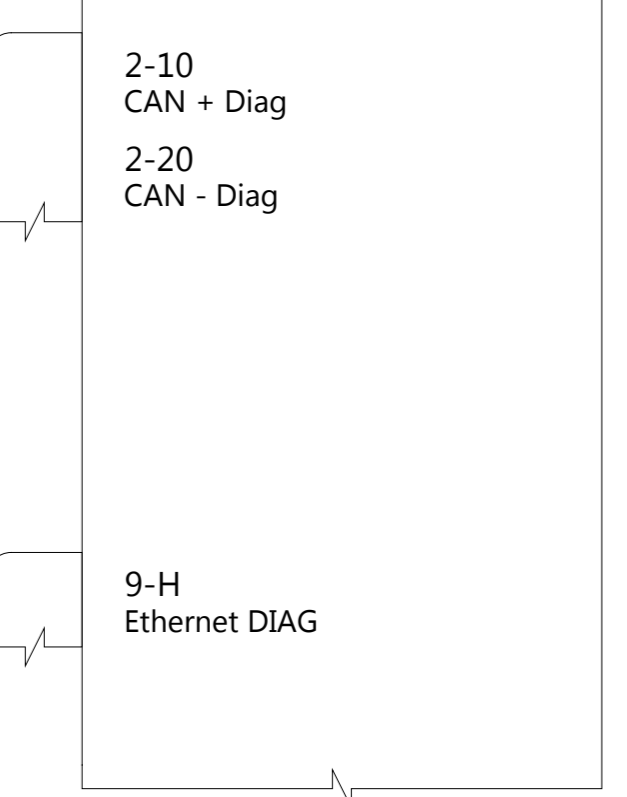 2-10
CAN + Diag
2-20
CAN - Diag
9-H
Ethernet DIAG